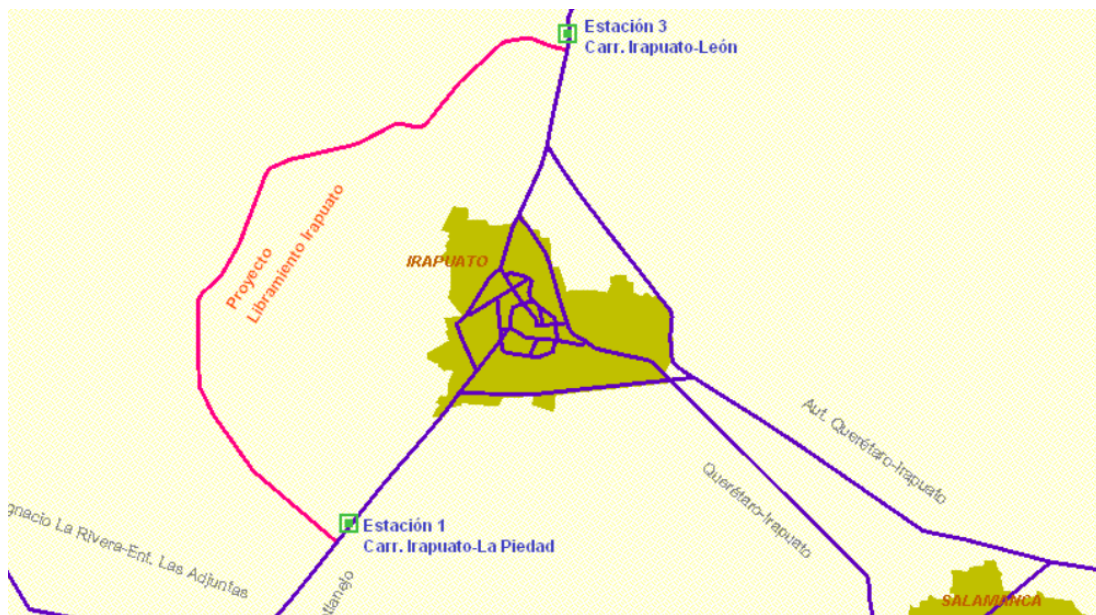 Estación 3
Carr. Irapuato-León
Proyecto
Libramiento Irapuato
IRAPUATO
Aut. Querétaro-Irapuato
Querétaro-Irapuato
Estación 1
Carr. Irapuato-La Piedad
gnacio La Rivera-Ent. Las Adjuntas
SALAMANCA